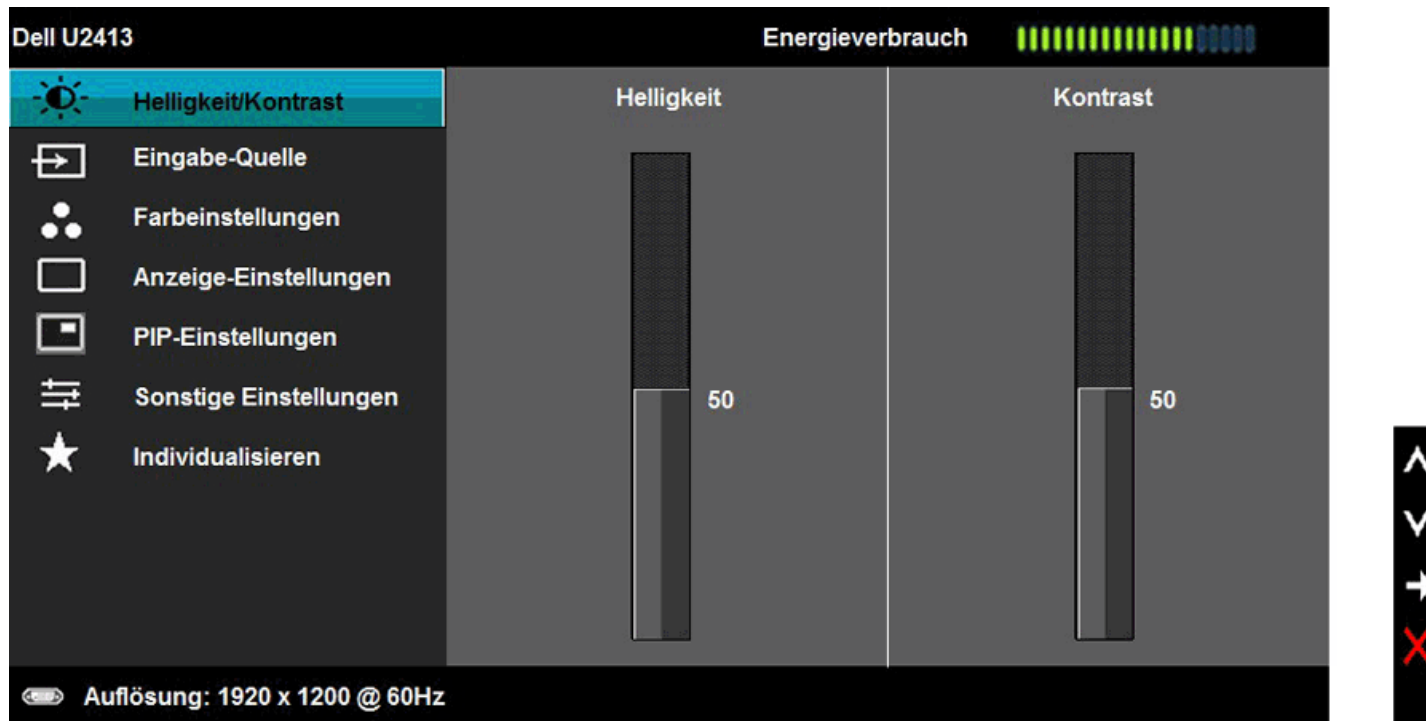 Dell U2413 Energieverbrauch
Helligkeit/Kontrast
Eingabe-Quelle
Farbeinstellungen
Anzeige-Einstellungen
PIP-Einstellungen
Sonstige Einstellungen
Individualisieren
Helligkeit
50
Kontrast
50
Auflösung: 1920 x 1200 @ 60Hz